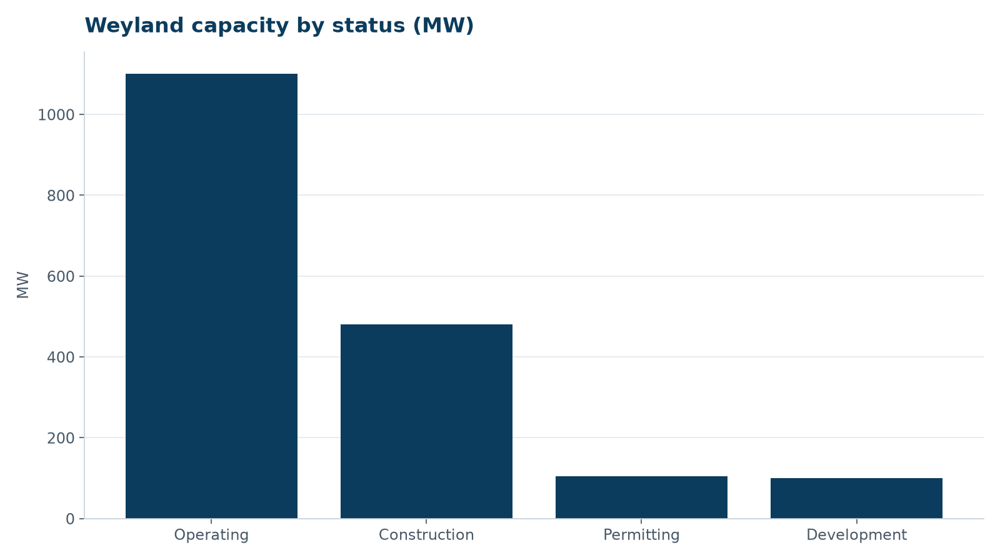 Weyland capacity by status (MW)
MW
1000
800
600
400
200
0
Operating
Construction
Permitting
Development